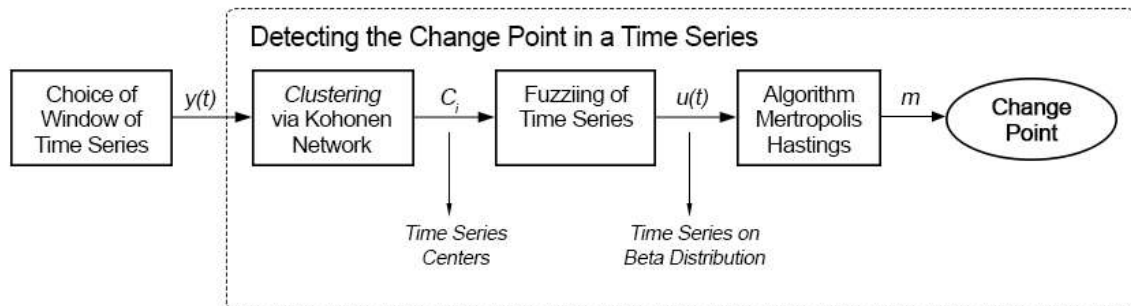 Detecting the Change Point in a Time Series
Choice of
Window of
Time Series
y(t)
Clustering
via Kohonen
Network
C_i
Fuzziing of
Time Series
u(t)
Algorithm
Mertropolis
Hastings
m
Change
Point
Time Series
Centers
Time Series on
Beta Distribution